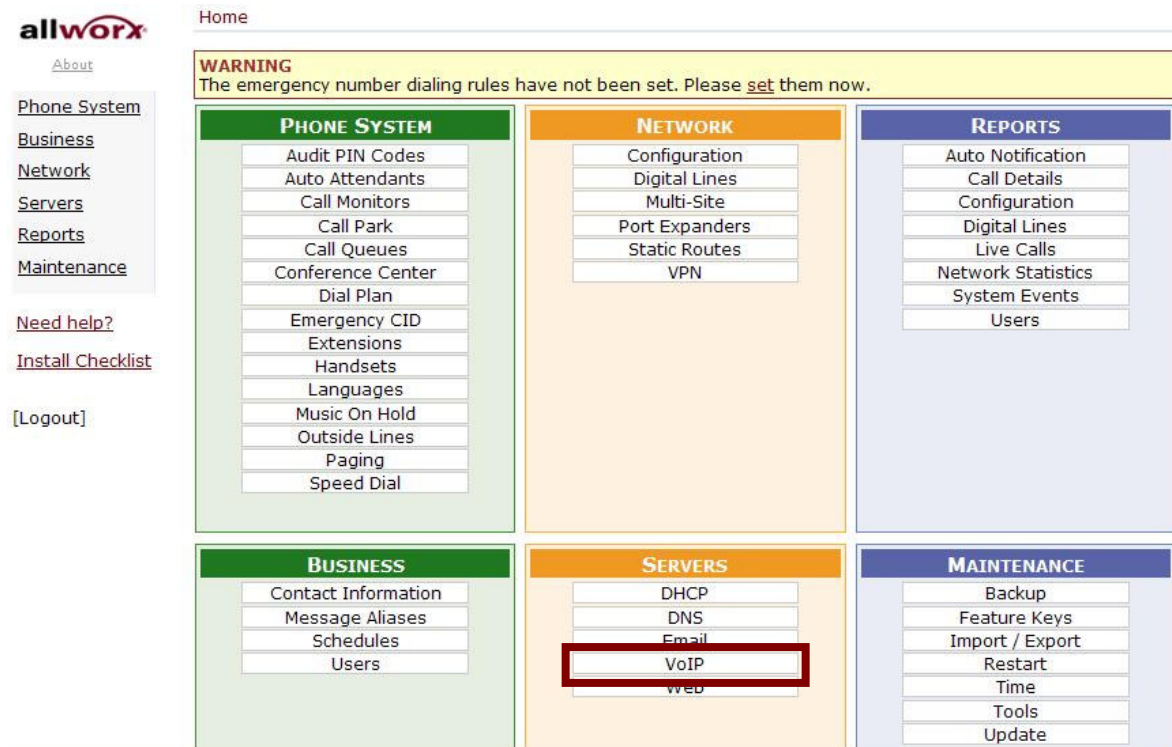 allworx
About
Phone System
Business
Network
Servers
Reports
Maintenance
Need help?
Install Checklist
[Logout]
Home
WARNING
The emergency number dialing rules have not been set. Please set them now.
PHONE SYSTEM
Audit PIN Codes
Auto Attendants
Call Monitors
Call Park
Call Queues
Conference Center
Dial Plan
Emergency CID
Extensions
Handsets
Languages
Music On Hold
Outside Lines
Paging
Speed Dial
NETWORK
Configuration
Digital Lines
Multi-Site
Port Expanders
Static Routes
VPN
REPORTS
Auto Notification
Call Details
Configuration
Digital Lines
Live Calls
Network Statistics
System Events
Users
BUSINESS
Contact Information
Message Aliases
Schedules
Users
SERVERS
DHCP
DNS
Email
VoIP
Web
MAINTENANCE
Backup
Feature Keys
Import / Export
Restart
Time
Tools
Update